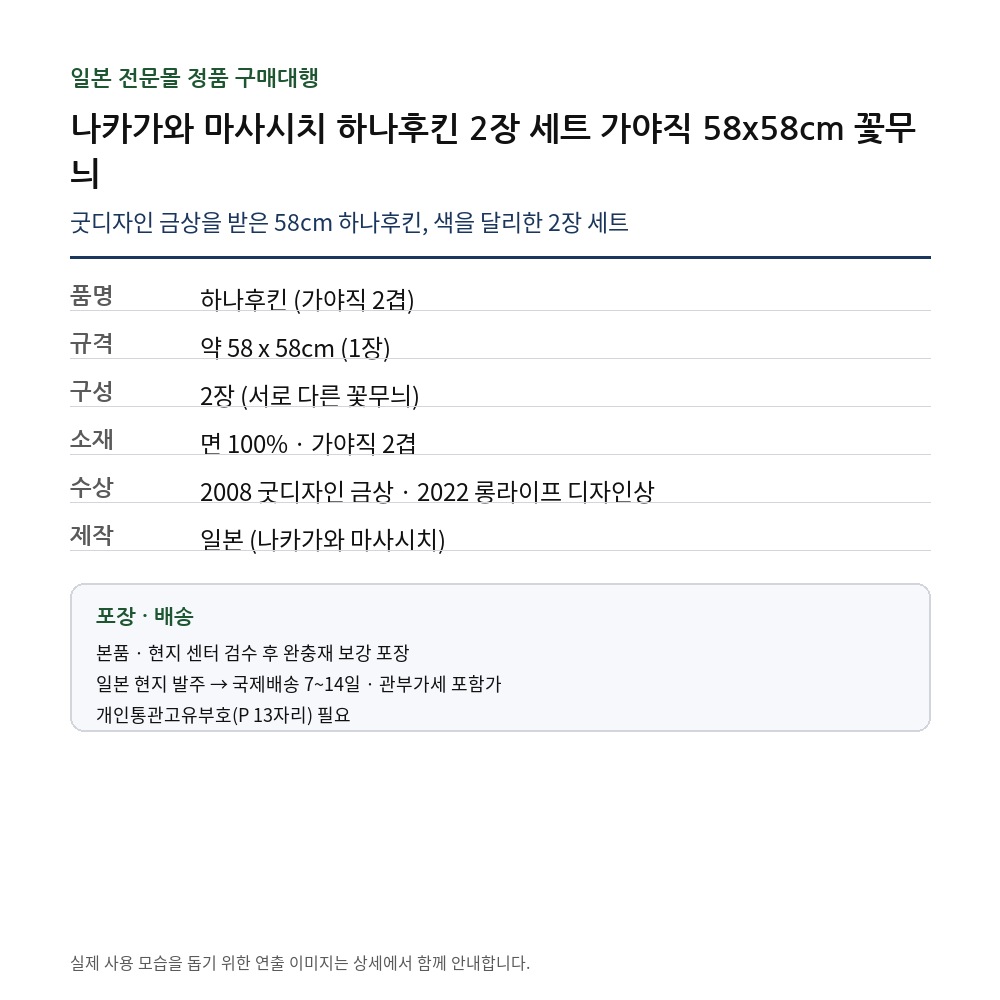 일본 전문몰 정품 구매대행
나카가와 마사시치 하나후킨 2장 세트 가야직 58x58cm 꽃무
늬
굿디자인 금상을 받은 58cm 하나후킨, 색을 달리한 2장 세트
품명 하나후킨 (가야직 2겹)
규격 약 58 x 58cm (1장)
구성 2장 (서로 다른 꽃무늬)
소재 면 100% · 가야직 2겹
수상 2008 굿디자인 금상 · 2022 롱라이프 디자인상
제작 일본 (나카가와 마사시치)
포장 · 배송
본품 · 현지 센터 검수 후 완충재 보강 포장
일본 현지 발주 → 국제배송 7~14일 · 관부가세 포함가
개인통관고유부호(P 13자리) 필요
실제 사용 모습을 돕기 위한 연출 이미지는 상세에서 함께 안내합니다.